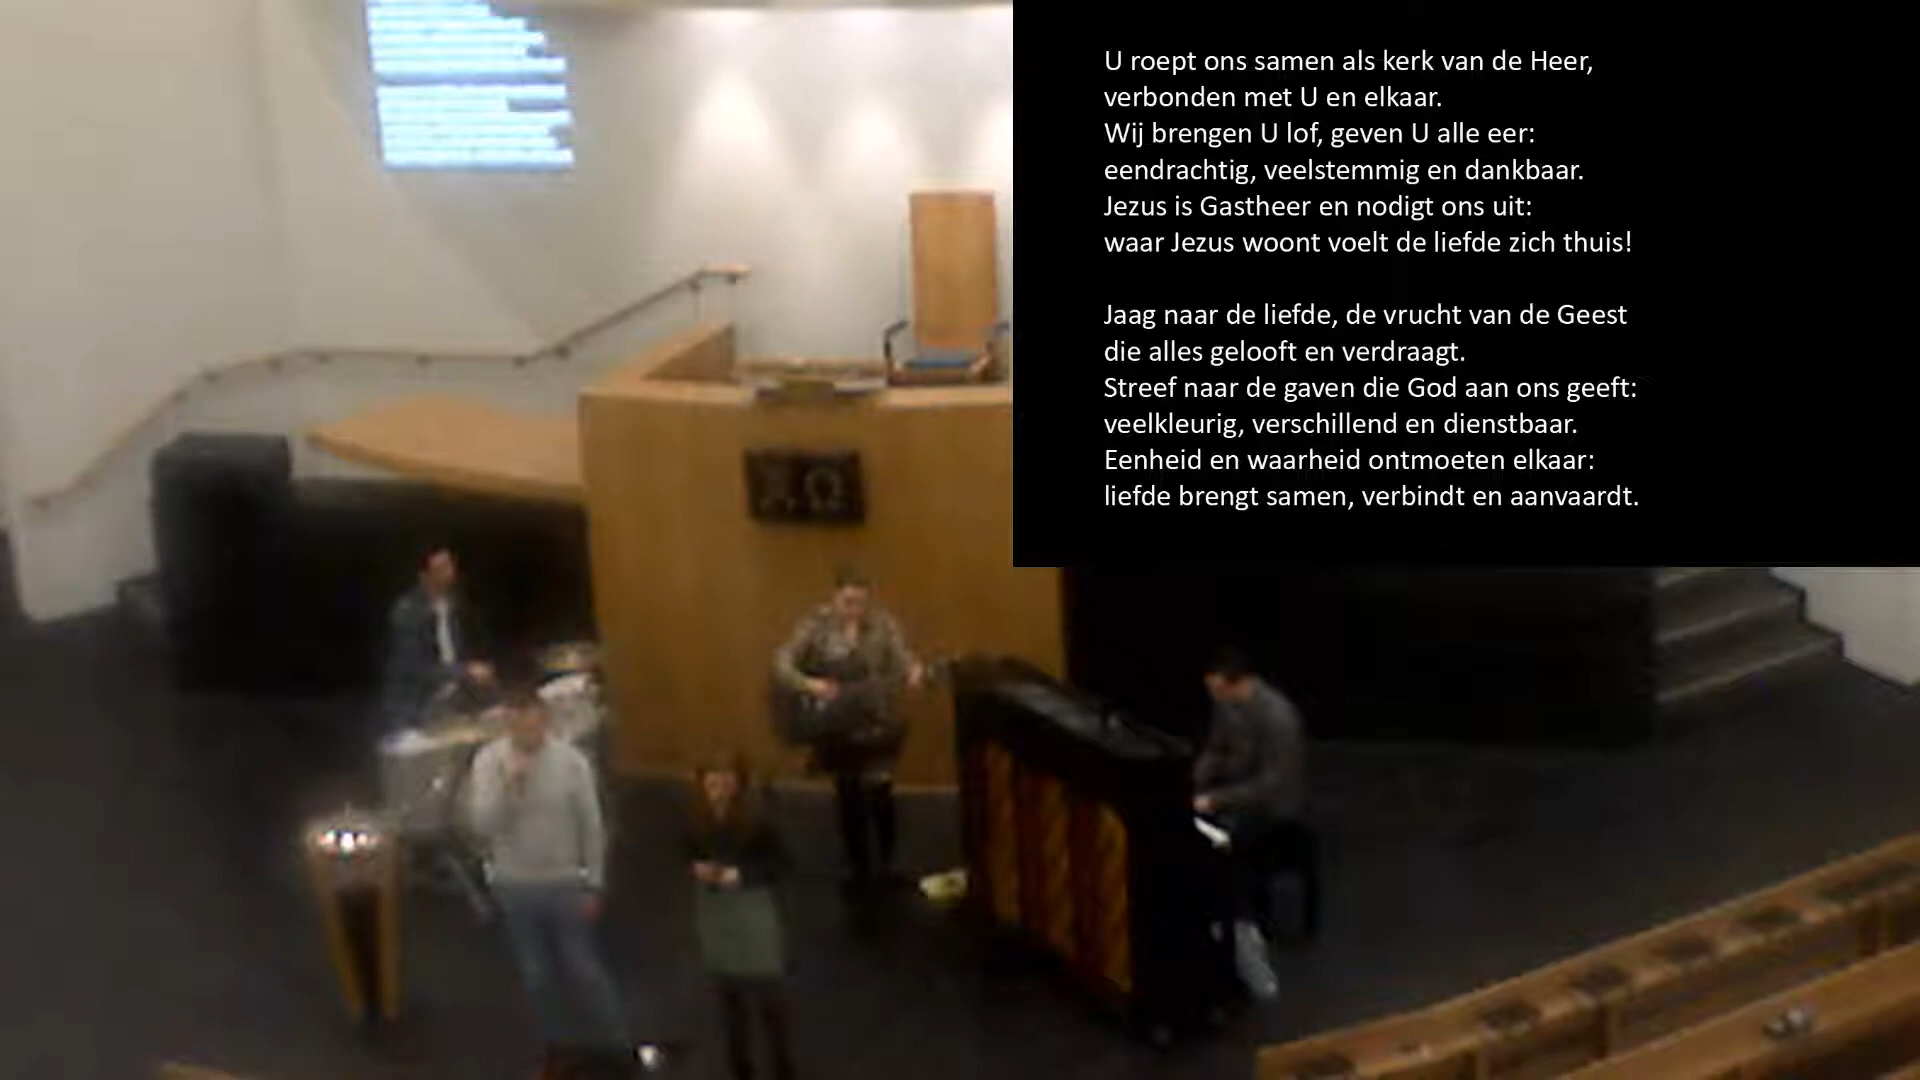 U roept ons samen als kerk van de Heer,
verbonden met U en elkaar.
Wij brengen U lof, geven U alle eer:
eendrachtig, veelstemmig en dankbaar.
Jezus is Gastheer en nodigt ons uit:
waar Jezus woont voelt de liefde zich thuis!
Jaag naar de liefde, de vrucht van de Geest
die alles gelooft en verdraagt.
Streef naar de gaven die God aan ons geeft:
veelkleurig, verschillend en dienstbaar.
Eenheid en waarheid ontmoeten elkaar:
liefde brengt samen, verbindt en aanvaardt.
Ω